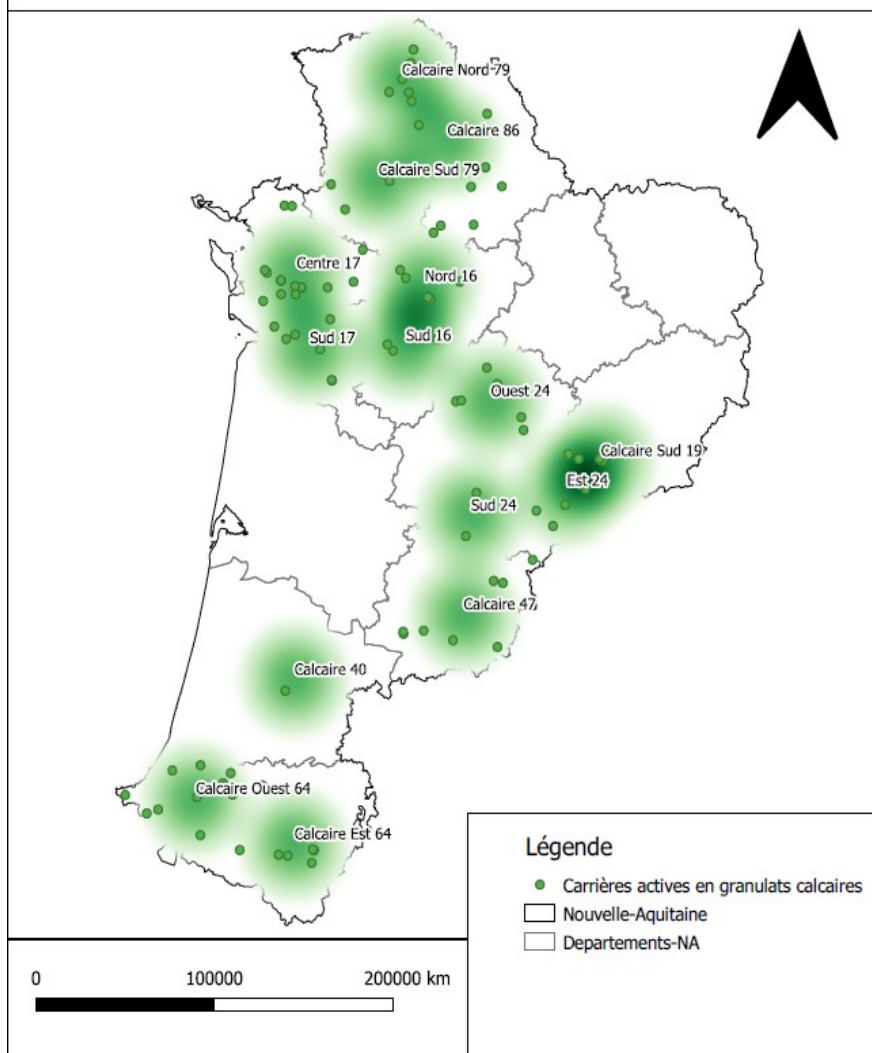 Calcaire Nord 79
Calcaire 86
Calcaire Sud 79
Centre 17
Nord 16
Sud 17
Sud 16
Ouest 24
Calcaire Sud 19
Est 24
Sud 24
Calcaire 47
Calcaire 40
Calcaire Ouest 64
Calcaire Est 64
Légende
Carrières actives en granulats calcaires
Nouvelle-Aquitaine
Departements-NA
0 100000 200000 km